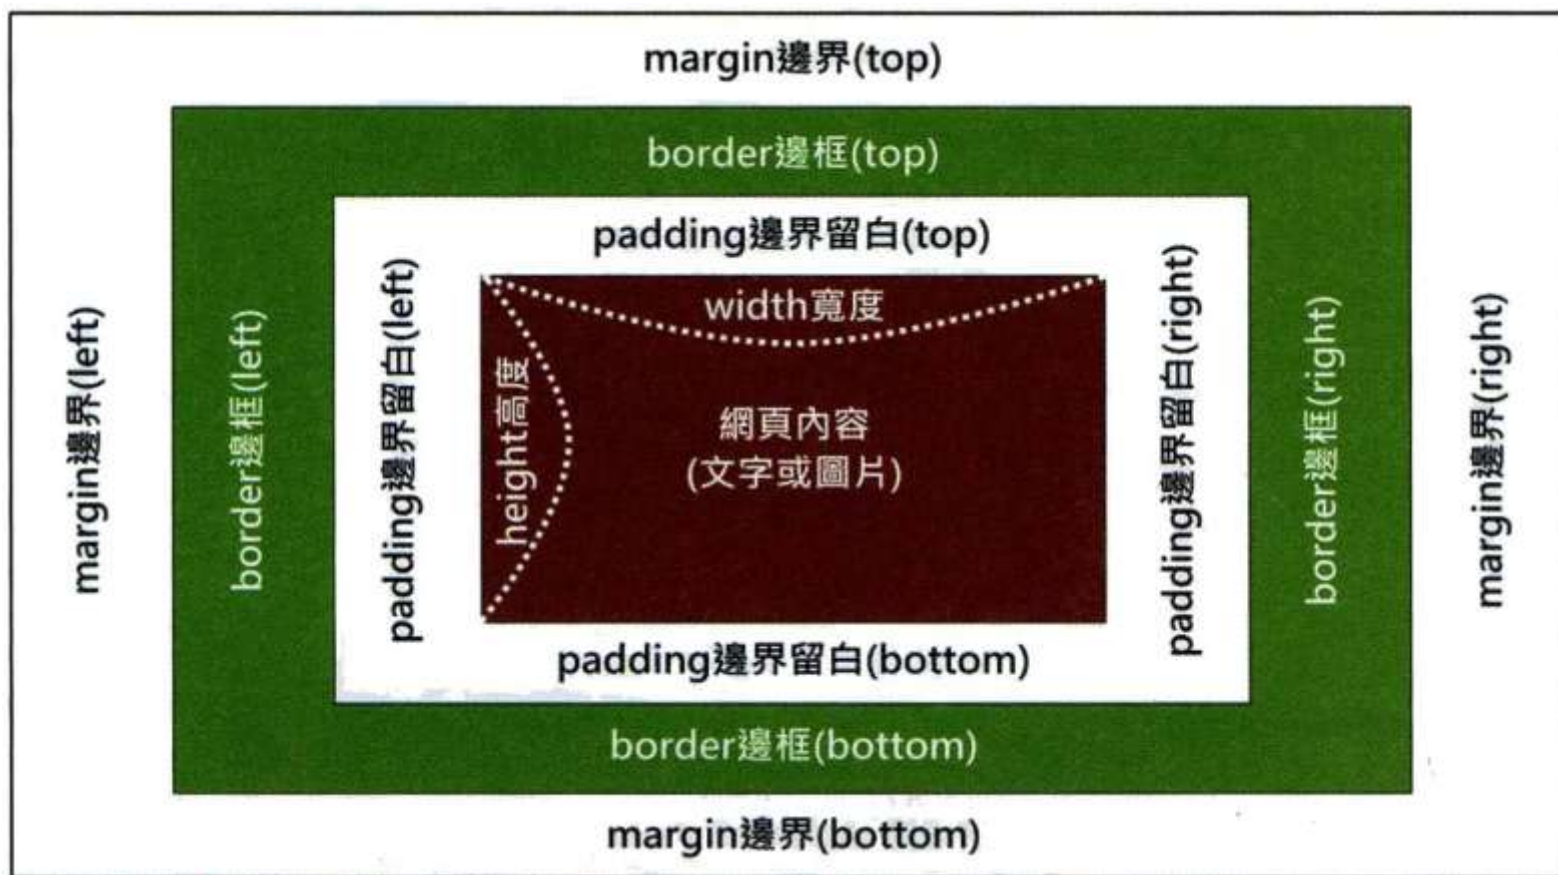 margin邊界(top)
border邊框(top)
padding邊界留白(top)
margin邊界(left)
border邊框(left)
padding邊界留白(left)
height高度
width寬度
網頁內容
(文字或圖片)
padding邊界留白(right)
border邊框(right)
margin邊界(right)
padding邊界留白(bottom)
border邊框(bottom)
margin邊界(bottom)